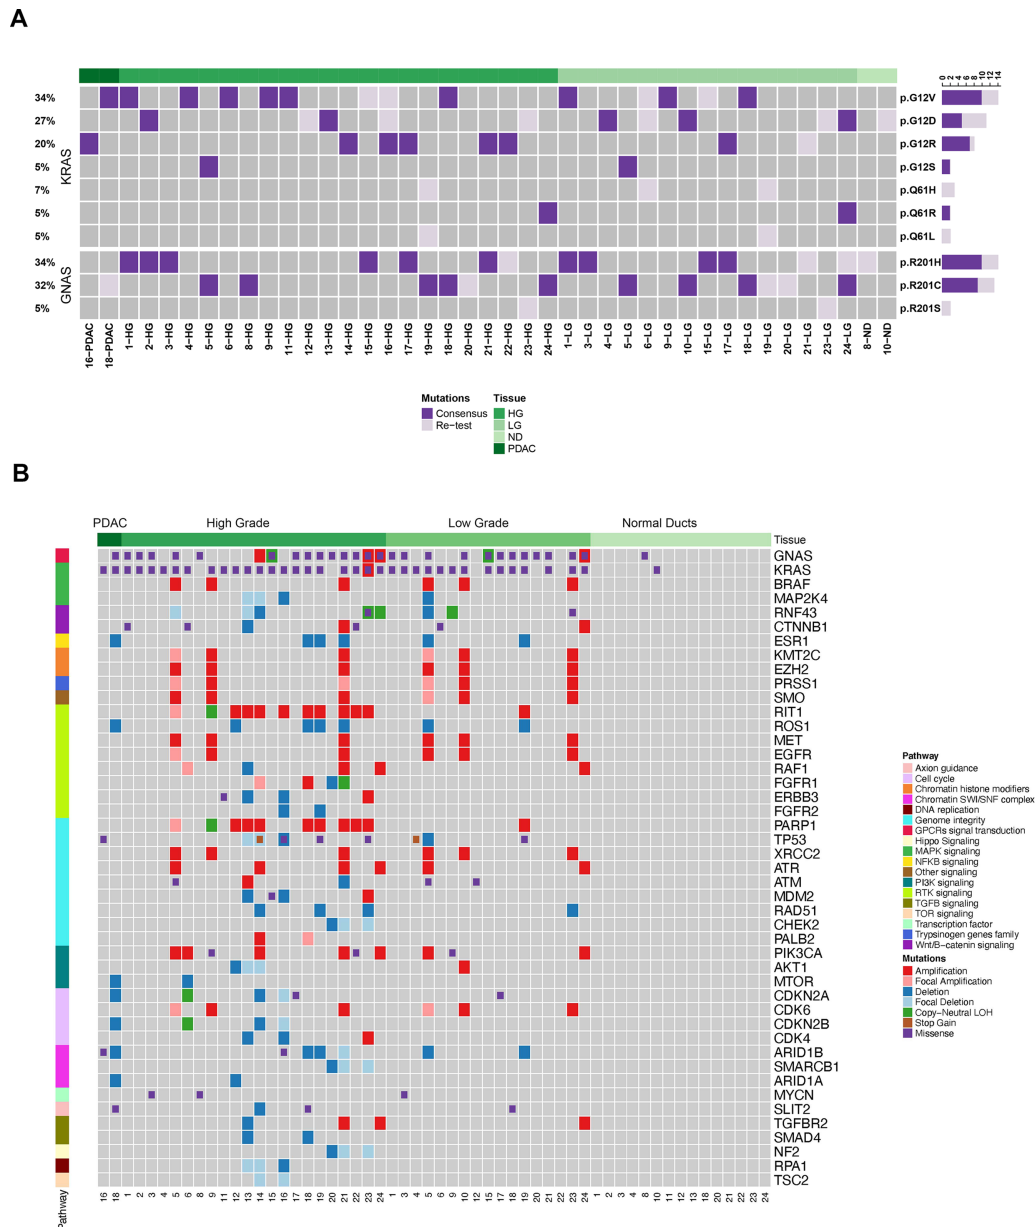 A
0 2 4 6 8 10 12 14
34% p.G12V
27% p.G12D
20% p.G12R
5% p.G12S
7% p.Q61H
5% p.Q61R
5% p.Q61L
KRAS
34% p.R201H
32% p.R201C
5% p.R201S
GNAS
16−PDAC 18−PDAC 1−HG 2−HG 3−HG 4−HG 5−HG 6−HG 9−HG 11−HG 12−HG 13−HG 14−HG 15−HG 16−HG 17−HG 19−HG 18−HG 20−HG 21−HG 22−HG 23−HG 24−HG 1−LG 3−LG 4−LG 5−LG 6−LG 9−LG 10−LG 15−LG 17−LG 18−LG 19−LG 20−LG 21−LG 23−LG 24−LG 8−ND 10−ND
Mutations
Consensus
Re−test
Tissue
HG
LG
ND
PDAC
B
PDAC High Grade Low Grade Normal Ducts
Tissue
GNAS
KRAS
BRAF
MAP2K4
RNF43
CTNNB1
ESR1
KMT2C
EZH2
PRSS1
SMO
RIT1
ROS1
MET
EGFR
RAF1
FGFR1
ERBB3
FGFR2
PARP1
TP53
XRCC2
ATR
ATM
MDM2
RAD51
CHEK2
PALB2
PIK3CA
AKT1
MTOR
CDKN2A
CDK6
CDKN2B
CDK4
ARID1B
SMARCB1
ARID1A
MYCN
SLIT2
TGFBR2
SMAD4
NF2
RPA1
TSC2
Pathway
16 18 1 2 3 4 5 6 8 9 11 12 13 14 15 16 17 18 19 20 21 22 23 24 1 3 4 5 6 9 10 12 15 17 18 19 20 21 22 23 24 1 2 3 4 6 8 10 12 13 15 16 18 21 22 23 24
Pathway
Axion guidance
Cell cycle
Chromatin histone modifiers
Chromatin SWI/SNF complex
DNA replication
Genome integrity
GPCRs signal transduction
Hippo Signaling
MAPK signaling
NFKB signaling
Other signaling
PI3K signaling
RTK signaling
TGFB signaling
TOR signaling
Transcription factor
Trypsinogen genes family
Wnt/B−catenin signaling
Mutations
Amplification
Focal Amplification
Deletion
Focal Deletion
Copy−Neutral LOH
Stop Gain
Missense